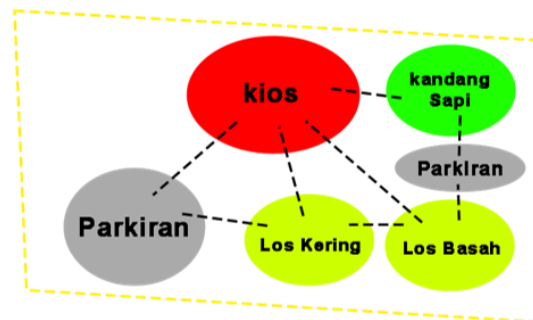 kios
kandang
Sapi
Parkiran
Parkiran
Los Kering
Los Basah